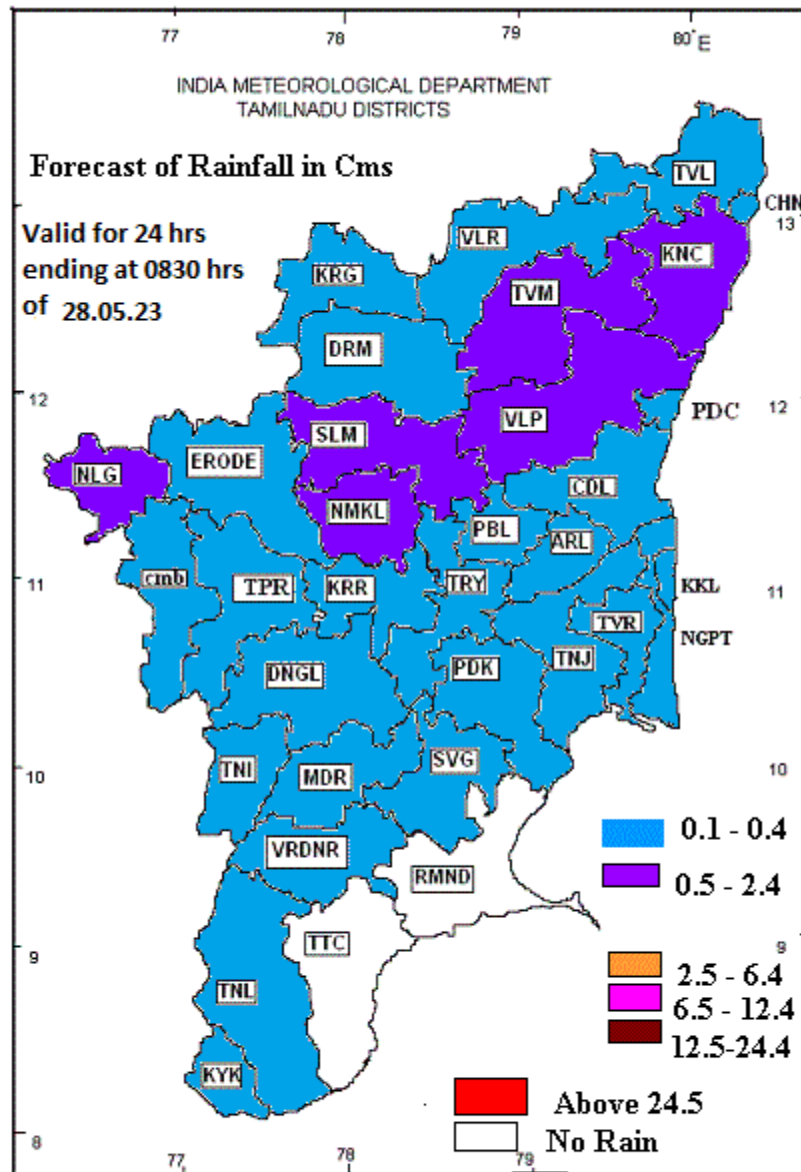 77 78 79 80°E
INDIA METEOROLOGICAL DEPARTMENT
TAMILNADU DISTRICTS
Forecast of Rainfall in Cms
TVL
CHN
13
Valid for 24 hrs
ending at 0830 hrs
of 28.05.23
VLR
KNC
KRG
TVM
DRM
12
12
PDC
SLM
VLP
ERODE
NLG
CDL
NMKL
PBL
ARL
11
cmb
TPR
KRR
TRY
KKL
11
TVR
NGPT
DNGL
PDK
TNJ
10
TNI
MDR
SVG
10
0.1 - 0.4
VRDNR
RMND
0.5 - 2.4
9
TTC
9
2.5 - 6.4
TNL
6.5 - 12.4
12.5-24.4
KYK
Above 24.5
8
No Rain
77 78 79